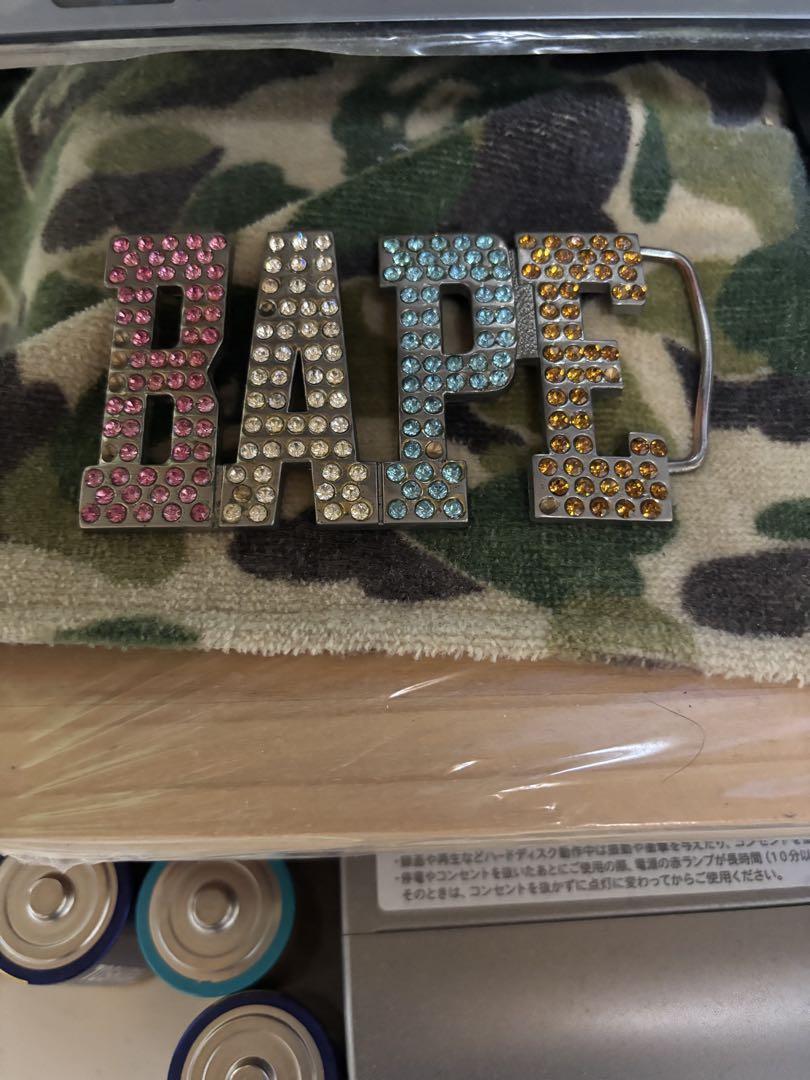 BAPE
・録画や再生などハードディスク動作中は振動や衝撃を与えたり、コンセントを
・停電やコンセントを抜いたあとにご使用の際、電源の赤ランプが長時間（10分以
そのときは、コンセントを抜かずに点灯に変わってからご使用ください。